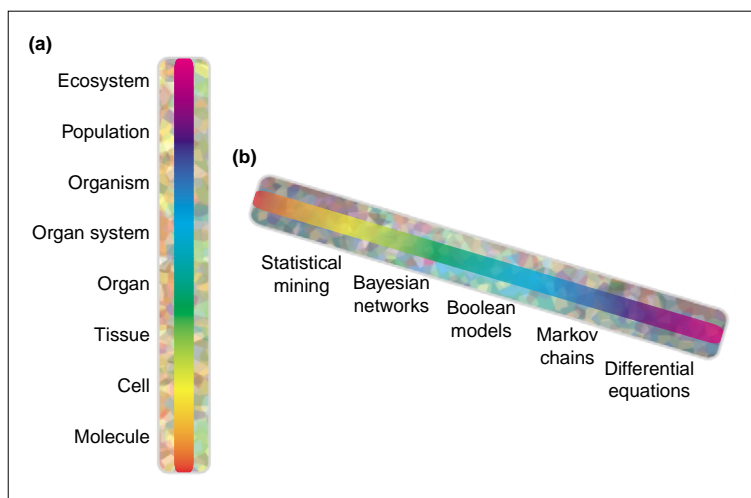 (a)
Ecosystem
Population
Organism
Organ system
Organ
Tissue
Cell
Molecule
(b)
Statistical
mining
Bayesian
networks
Boolean
models
Markov
chains
Differential
equations